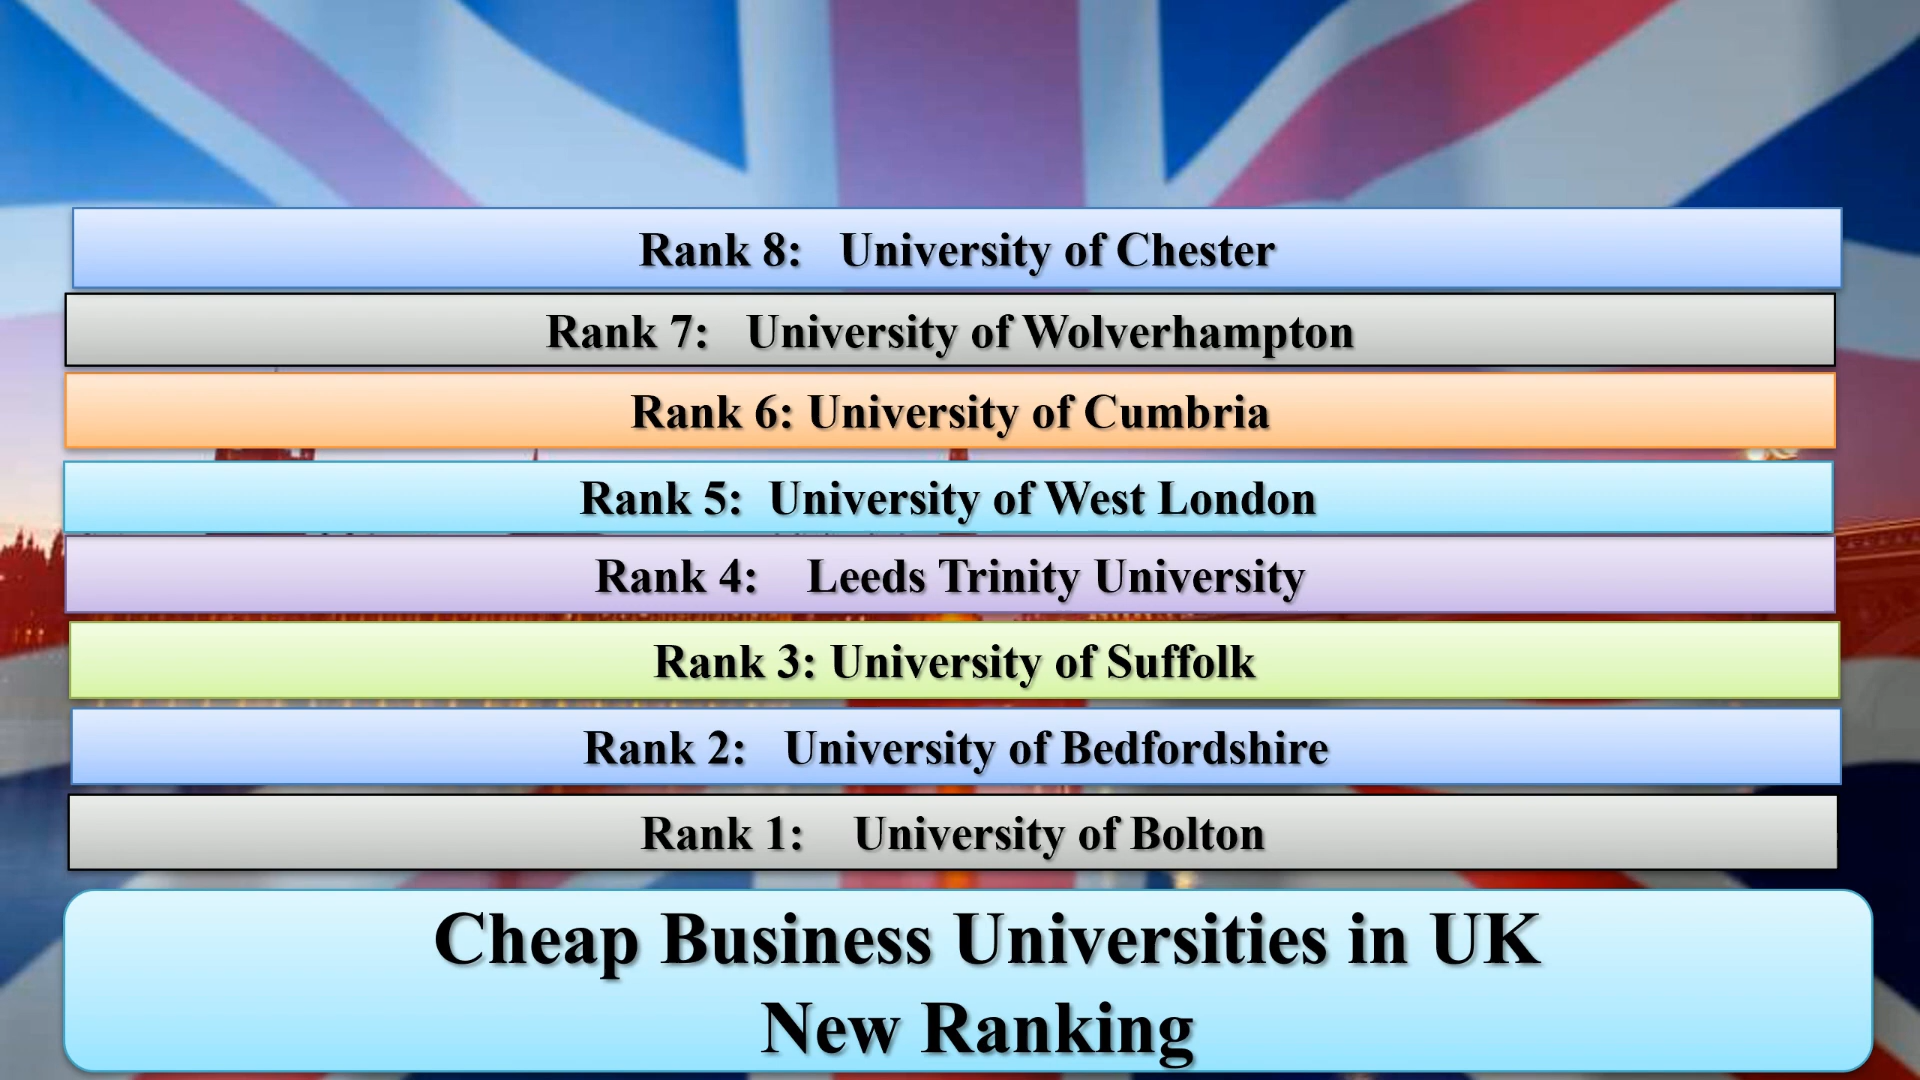 Rank 8: University of Chester
Rank 7: University of Wolverhampton
Rank 6: University of Cumbria
Rank 5: University of West London
Rank 4: Leeds Trinity University
Rank 3: University of Suffolk
Rank 2: University of Bedfordshire
Rank 1: University of Bolton
Cheap Business Universities in UK
New Ranking